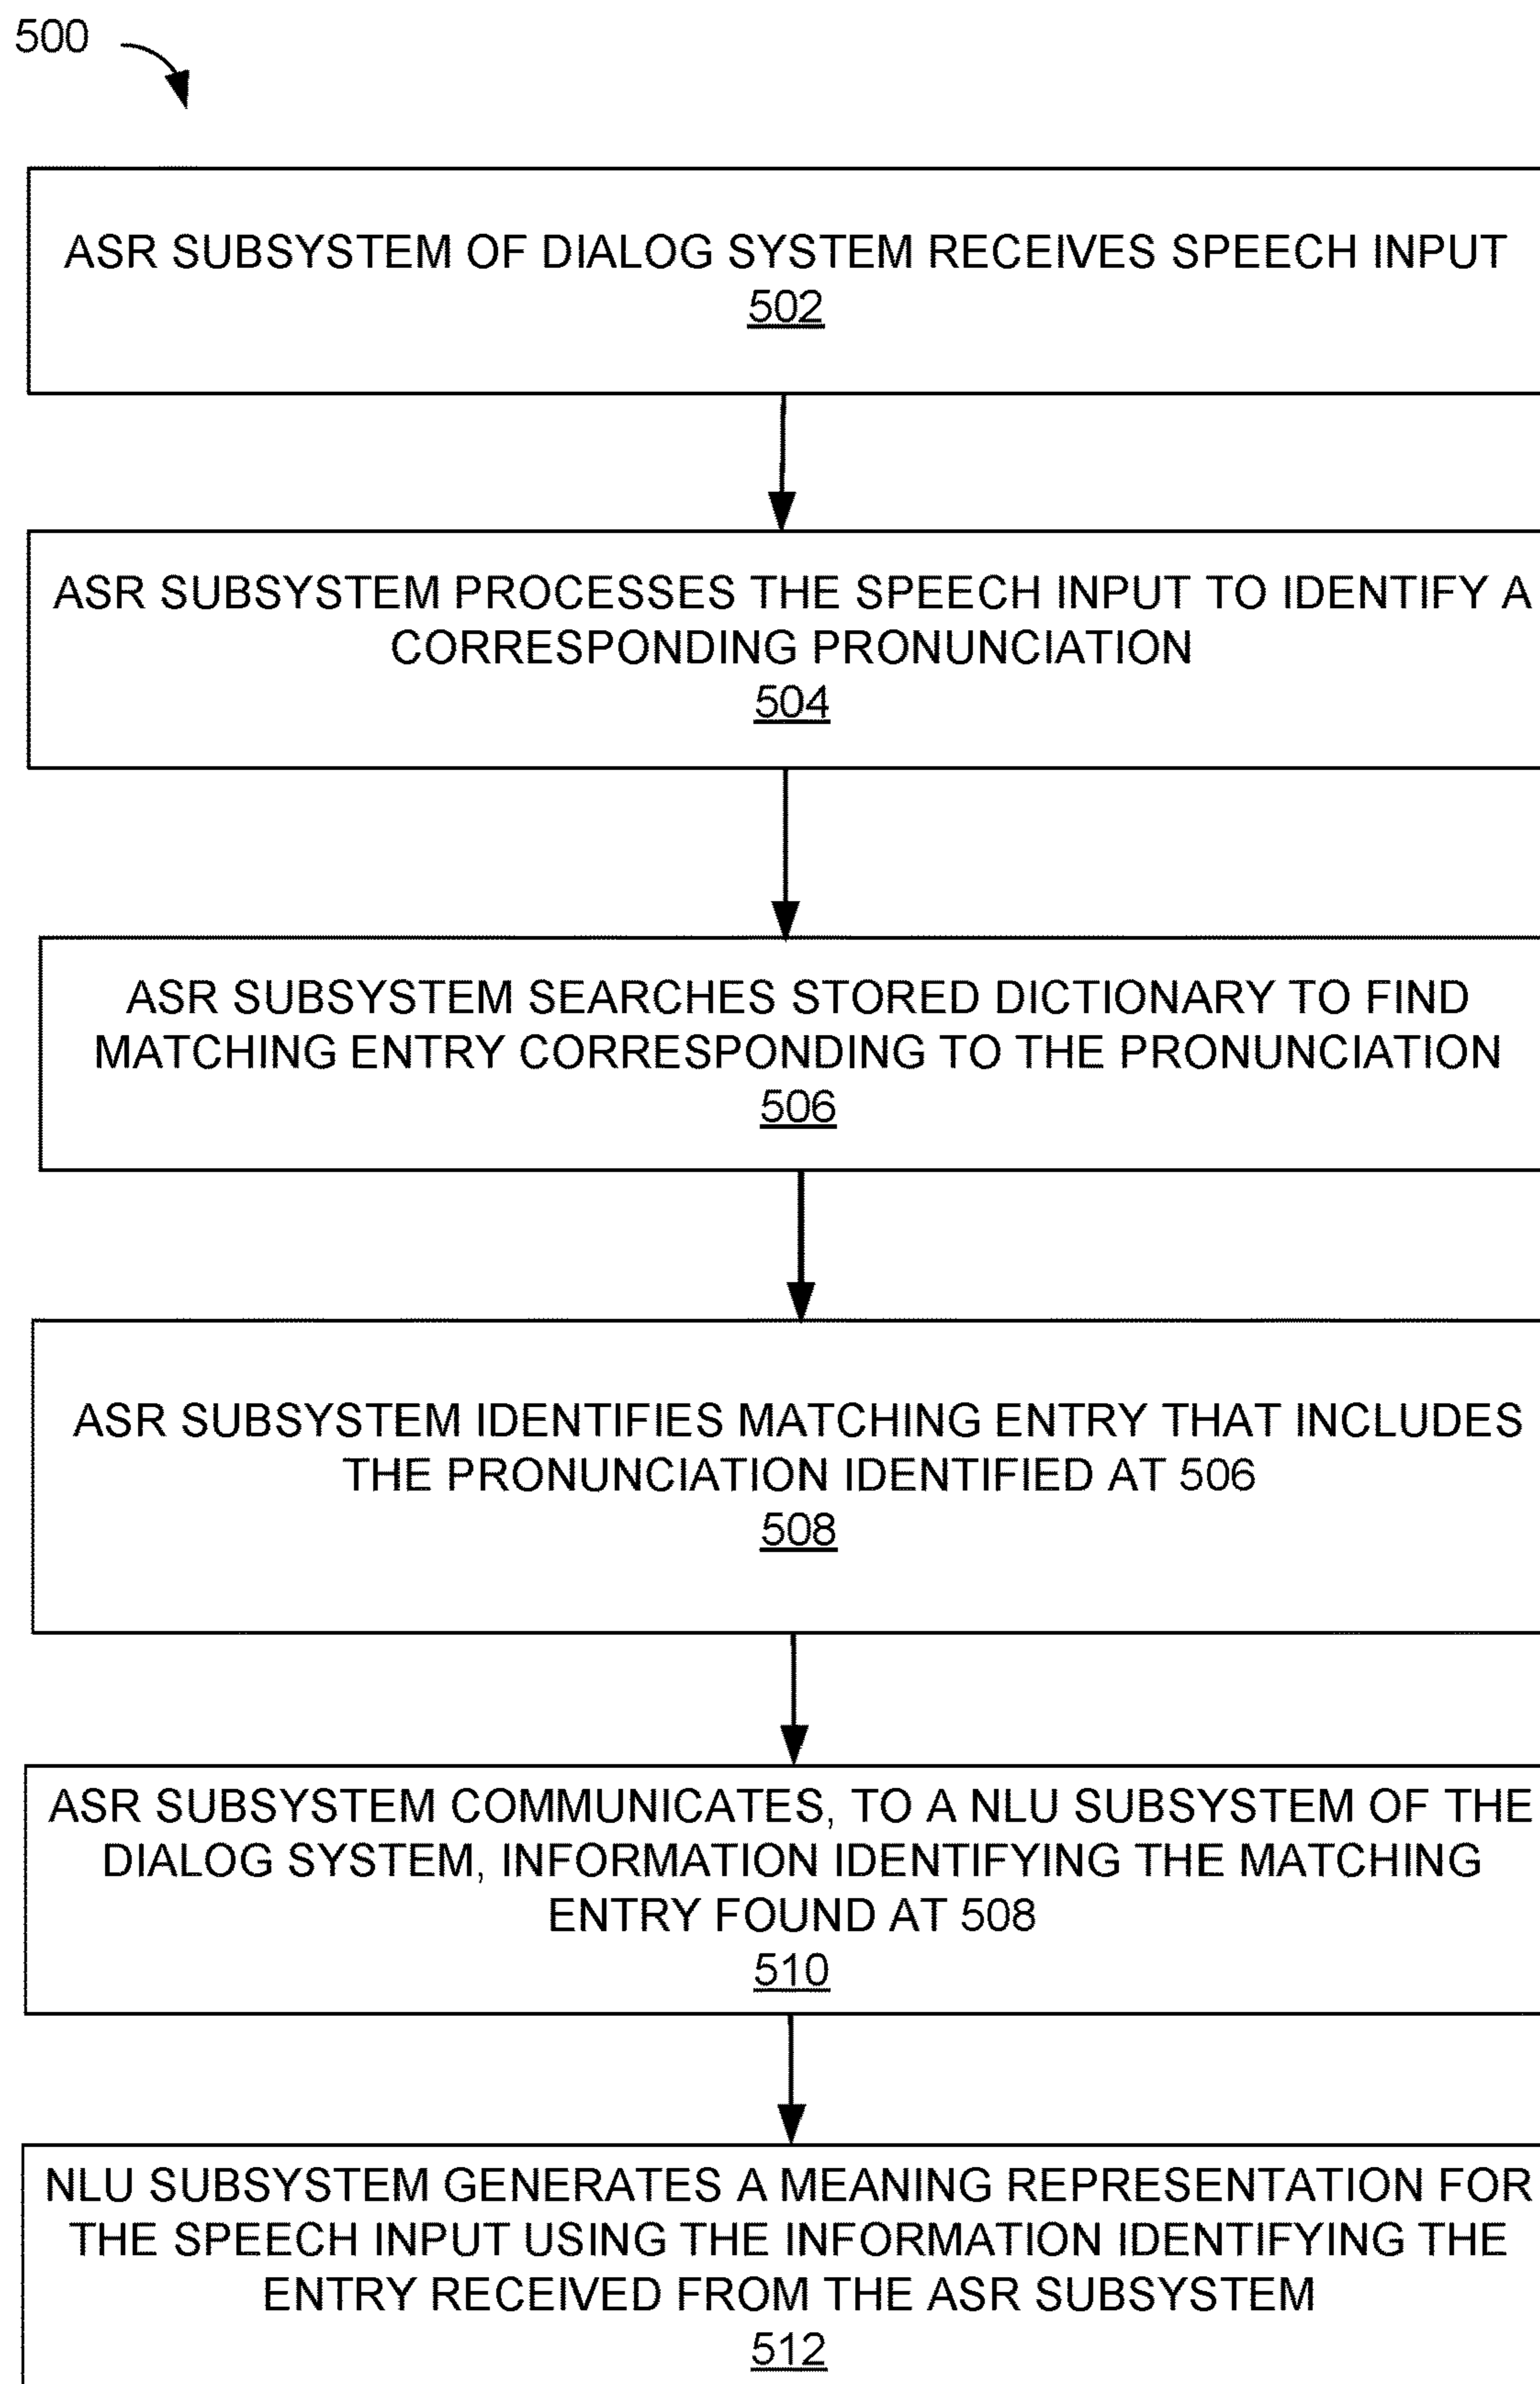 500
ASR SUBSYSTEM OF DIALOG SYSTEM RECEIVES SPEECH INPUT
502
ASR SUBSYSTEM PROCESSES THE SPEECH INPUT TO IDENTIFY A
CORRESPONDING PRONUNCIATION
504
ASR SUBSYSTEM SEARCHES STORED DICTIONARY TO FIND
MATCHING ENTRY CORRESPONDING TO THE PRONUNCIATION
506
ASR SUBSYSTEM IDENTIFIES MATCHING ENTRY THAT INCLUDES
THE PRONUNCIATION IDENTIFIED AT 506
508
ASR SUBSYSTEM COMMUNICATES, TO A NLU SUBSYSTEM OF THE
DIALOG SYSTEM, INFORMATION IDENTIFYING THE MATCHING
ENTRY FOUND AT 508
510
NLU SUBSYSTEM GENERATES A MEANING REPRESENTATION FOR
THE SPEECH INPUT USING THE INFORMATION IDENTIFYING THE
ENTRY RECEIVED FROM THE ASR SUBSYSTEM
512